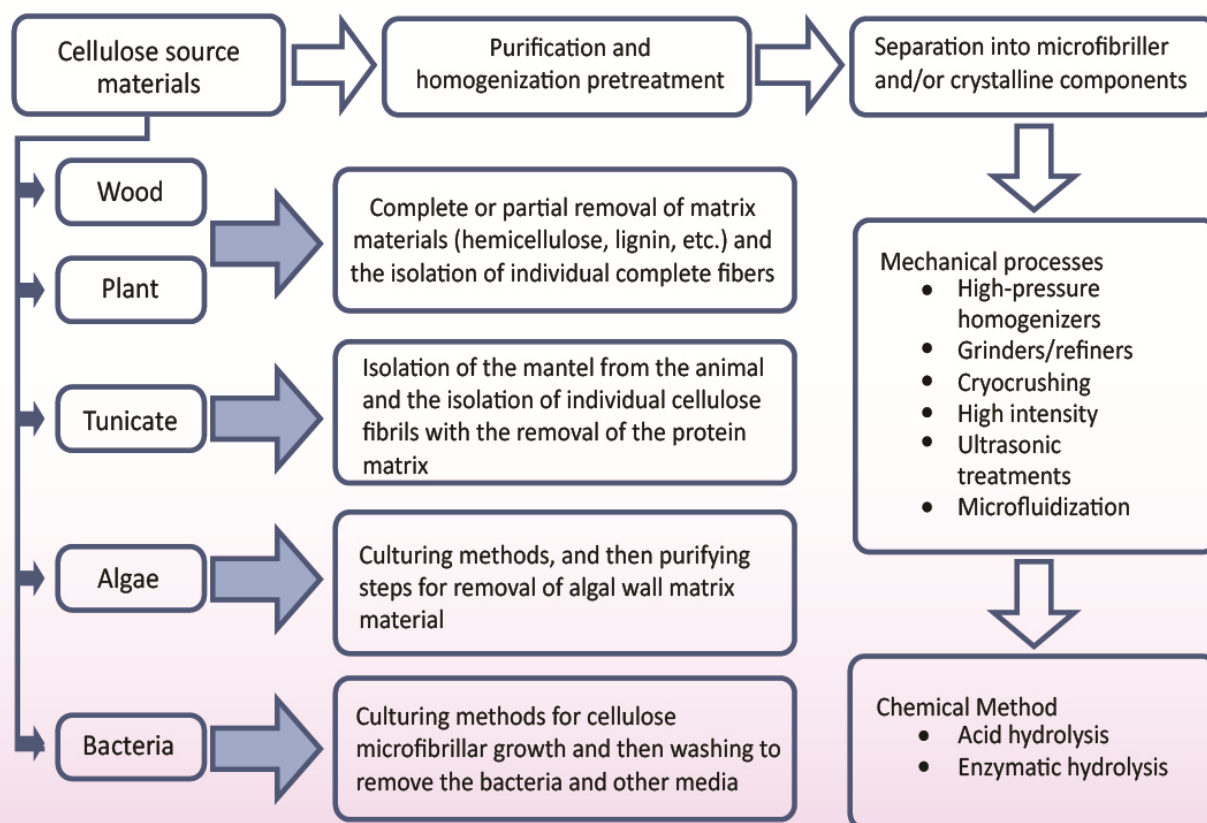 Cellulose source
materials
Purification and
homogenization pretreatment
Separation into microfibriller
and/or crystalline components
Wood
Plant
Complete or partial removal of matrix
materials (hemicellulose, lignin, etc.) and
the isolation of individual complete fibers
Tunicate
Isolation of the mantel from the animal
and the isolation of individual cellulose
fibrils with the removal of the protein
matrix
Algae
Culturing methods, and then purifying
steps for removal of algal wall matrix
material
Bacteria
Culturing methods for cellulose
microfibrillar growth and then washing to
remove the bacteria and other media
Mechanical processes
• High-pressure
homogenizers
• Grinders/refiners
• Cryocrushing
• High intensity
• Ultrasonic
treatments
• Microfluidization
Chemical Method
• Acid hydrolysis
• Enzymatic hydrolysis